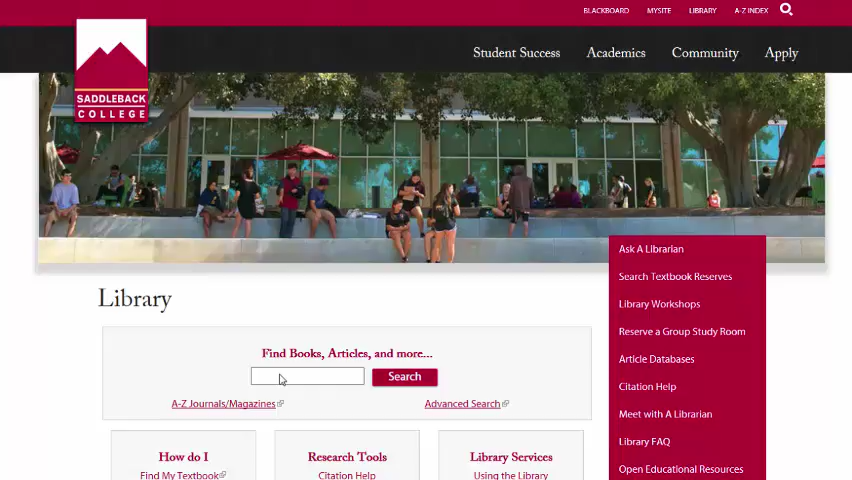 BLACKBOARD MYSITE LIBRARY A-Z INDEX
Student Success Academics Community Apply
SADDLEBACK
COLLEGE
Ask A Librarian
Search Textbook Reserves
Library Workshops
Reserve a Group Study Room
Article Databases
Citation Help
Meet with A Librarian
Library FAQ
Open Educational Resources
Library
Find Books, Articles, and more...
Search
A-Z Journals/Magazines Advanced Search
How do I Research Tools Library Services
Find My Textbook Citation Help Using the Library